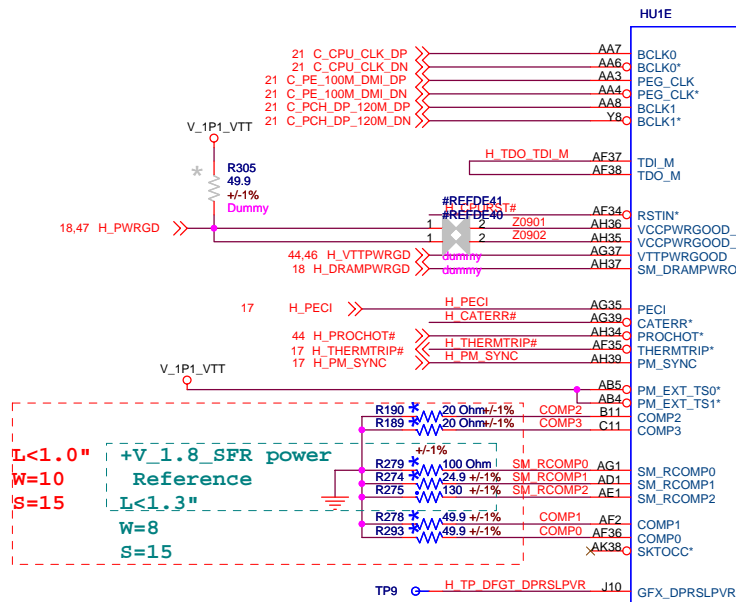 HU1E
21 C_CPU_CLK_DP AA7 BCLK0
21 C_CPU_CLK_DN AA6 BCLK0*
21 C_PE_100M_DMI_DP AA3 PEG_CLK
21 C_PE_100M_DMI_DN AA4 PEG_CLK*
21 C_PCH_DP_120M_DP AA8 BCLK1
21 C_PCH_DP_120M_DN Y8 BCLK1*
V_1P1_VTT
H_TDO_TDI_M AF37 TDI_M
AF38 TDO_M
* R305
49.9
+/-1%
Dummy
#REFDE41
H_CPURST# AF34 RSTIN*
#REFDE40
18,47 H_PWRGD 1 2 Z0901 AH36 VCCPWRGOOD_
1 2 Z0902 AH35 VCCPWRGOOD_
44,46 H_VTTPWRGD dummy AG37 VTTPWRGOOD
18 H_DRAMPWRGD dummy AH37 SM_DRAMPWRO
17 H_PECI H_PECI AG35 PECI
H_CATERR# AG39 CATERR*
44 H_PROCHOT# AH34 PROCHOT*
17 H_THERMTRIP# H_THERMTRIP# AF35 THERMTRIP*
17 H_PM_SYNC H_PM_SYNC AH39 PM_SYNC
V_1P1_VTT
AB5 PM_EXT_TS0*
AB4 PM_EXT_TS1*
R190 * 20 Ohm +/-1% COMP2 B11 COMP2
R189 * 20 Ohm +/-1% COMP3 C11 COMP3
L<1.0"
W=10
S=15
+V_1.8_SFR power
Reference
L<1.3"
W=8
S=15
+/-1%
R279 * 100 Ohm SM_RCOMP0 AG1 SM_RCOMP0
R274 * 24.9 +/-1% SM_RCOMP1 AD1 SM_RCOMP1
R275 * 130 +/-1% SM_RCOMP2 AE1 SM_RCOMP2
R278 * 49.9 +/-1% COMP1 AF2 COMP1
R293 * 49.9 +/-1% COMP0 AF36 COMP0
AK38 SKTOCC*
TP9 H_TP_DFGT_DPRSLPVR J10 GFX_DPRSLPVR